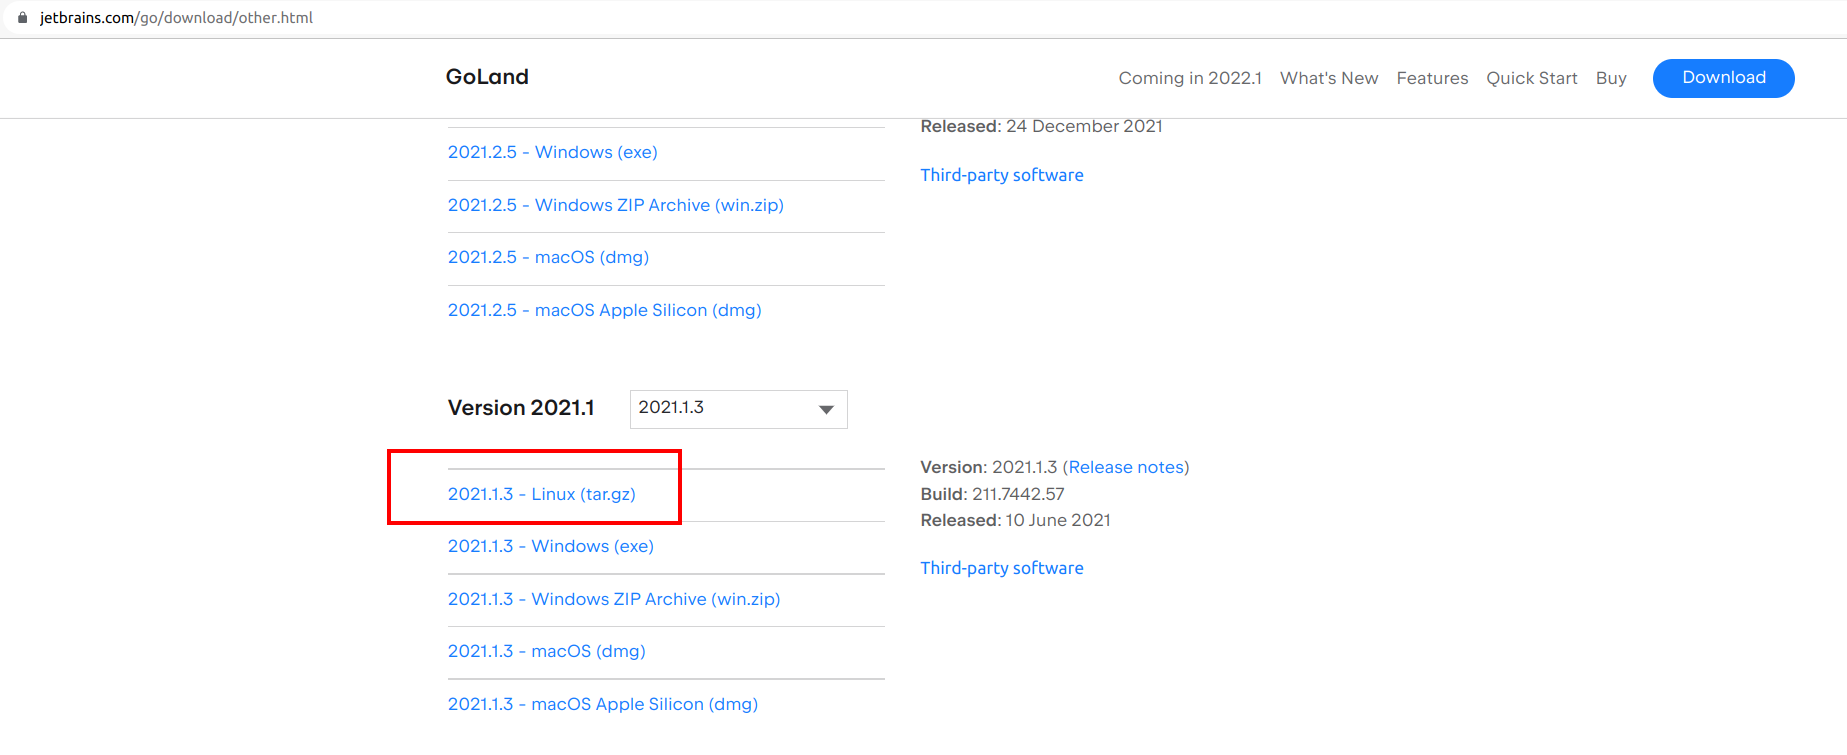 jetbrains.com/go/download/other.html
GoLand
Coming in 2022.1 What's New Features Quick Start Buy Download
Released: 24 December 2021
2021.2.5 - Windows (exe)
Third-party software
2021.2.5 - Windows ZIP Archive (win.zip)
2021.2.5 - macOS (dmg)
2021.2.5 - macOS Apple Silicon (dmg)
Version 2021.1 2021.1.3
2021.1.3 - Linux (tar.gz)
2021.1.3 - Windows (exe)
2021.1.3 - Windows ZIP Archive (win.zip)
2021.1.3 - macOS (dmg)
2021.1.3 - macOS Apple Silicon (dmg)
Version: 2021.1.3 (Release notes)
Build: 211.7442.57
Released: 10 June 2021
Third-party software